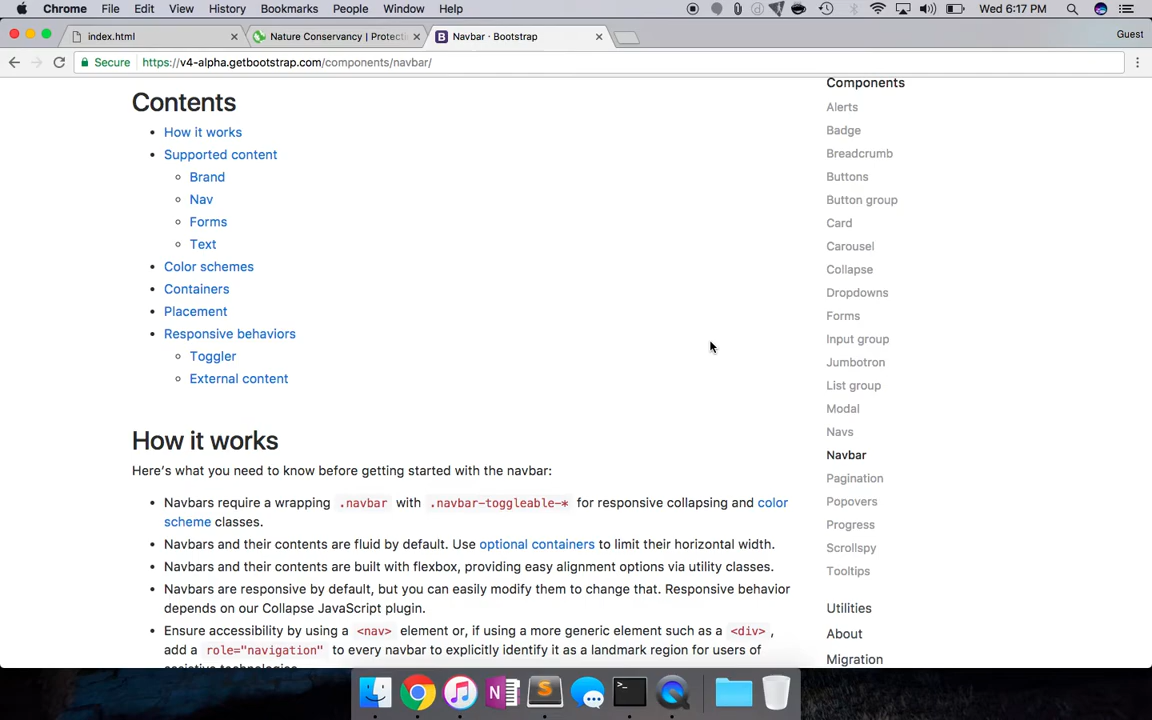 Chrome File Edit View History Bookmarks People Window Help Wed 6:17 PM
index.html Nature Conservancy | Protecti Navbar · Bootstrap Guest
Secure https://v4-alpha.getbootstrap.com/components/navbar/
Contents
How it works
Supported content
Brand
Nav
Forms
Text
Color schemes
Containers
Placement
Responsive behaviors
Toggler
External content
How it works
Here's what you need to know before getting started with the navbar:
Navbars require a wrapping .navbar with .navbar-toggleable-* for responsive collapsing and color
scheme classes.
Navbars and their contents are fluid by default. Use optional containers to limit their horizontal width.
Navbars and their contents are built with flexbox, providing easy alignment options via utility classes.
Navbars are responsive by default, but you can easily modify them to change that. Responsive behavior
depends on our Collapse JavaScript plugin.
Ensure accessibility by using a <nav> element or, if using a more generic element such as a <div> ,
add a role="navigation" to every navbar to explicitly identify it as a landmark region for users of
assistive technologies.
Components
Alerts
Badge
Breadcrumb
Buttons
Button group
Card
Carousel
Collapse
Dropdowns
Forms
Input group
Jumbotron
List group
Modal
Navs
Navbar
Pagination
Popovers
Progress
Scrollspy
Tooltips
Utilities
About
Migration